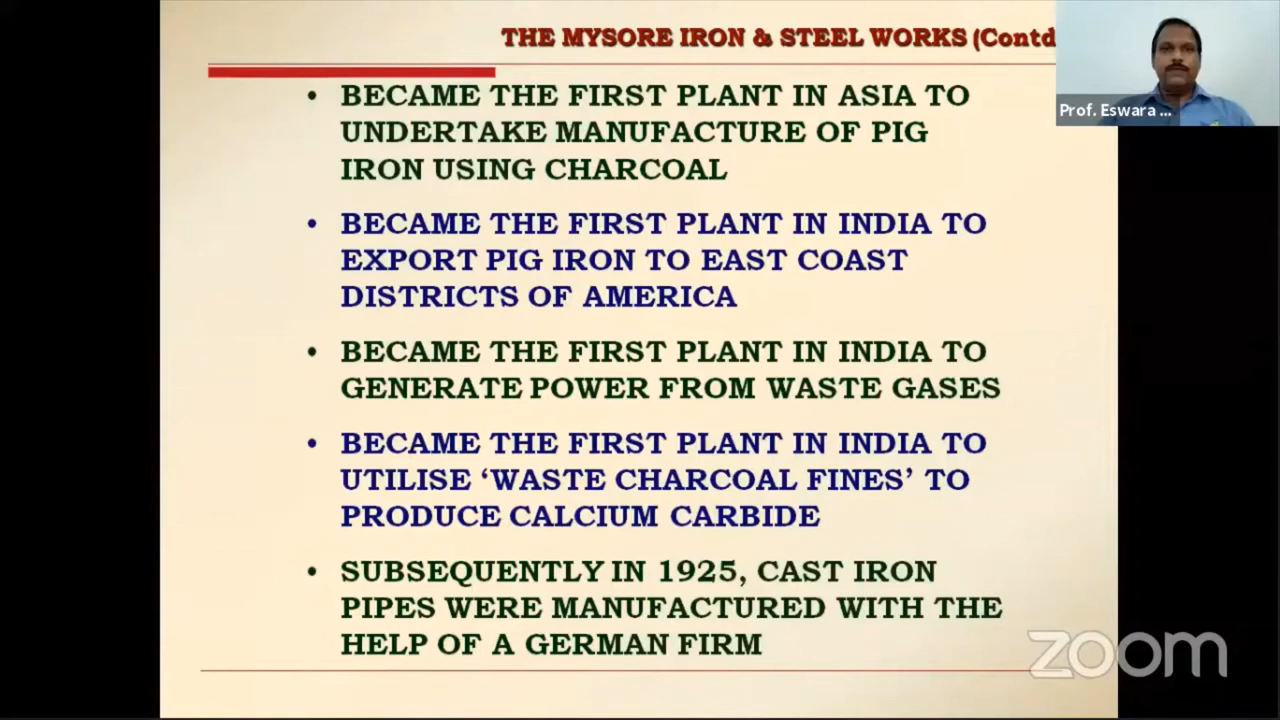 THE MYSORE IRON & STEEL WORKS (Contd
Prof. Eswara ...
• BECAME THE FIRST PLANT IN ASIA TO
UNDERTAKE MANUFACTURE OF PIG
IRON USING CHARCOAL
• BECAME THE FIRST PLANT IN INDIA TO
EXPORT PIG IRON TO EAST COAST
DISTRICTS OF AMERICA
• BECAME THE FIRST PLANT IN INDIA TO
GENERATE POWER FROM WASTE GASES
• BECAME THE FIRST PLANT IN INDIA TO
UTILISE ‘WASTE CHARCOAL FINES’ TO
PRODUCE CALCIUM CARBIDE
• SUBSEQUENTLY IN 1925, CAST IRON
PIPES WERE MANUFACTURED WITH THE
HELP OF A GERMAN FIRM
zoom